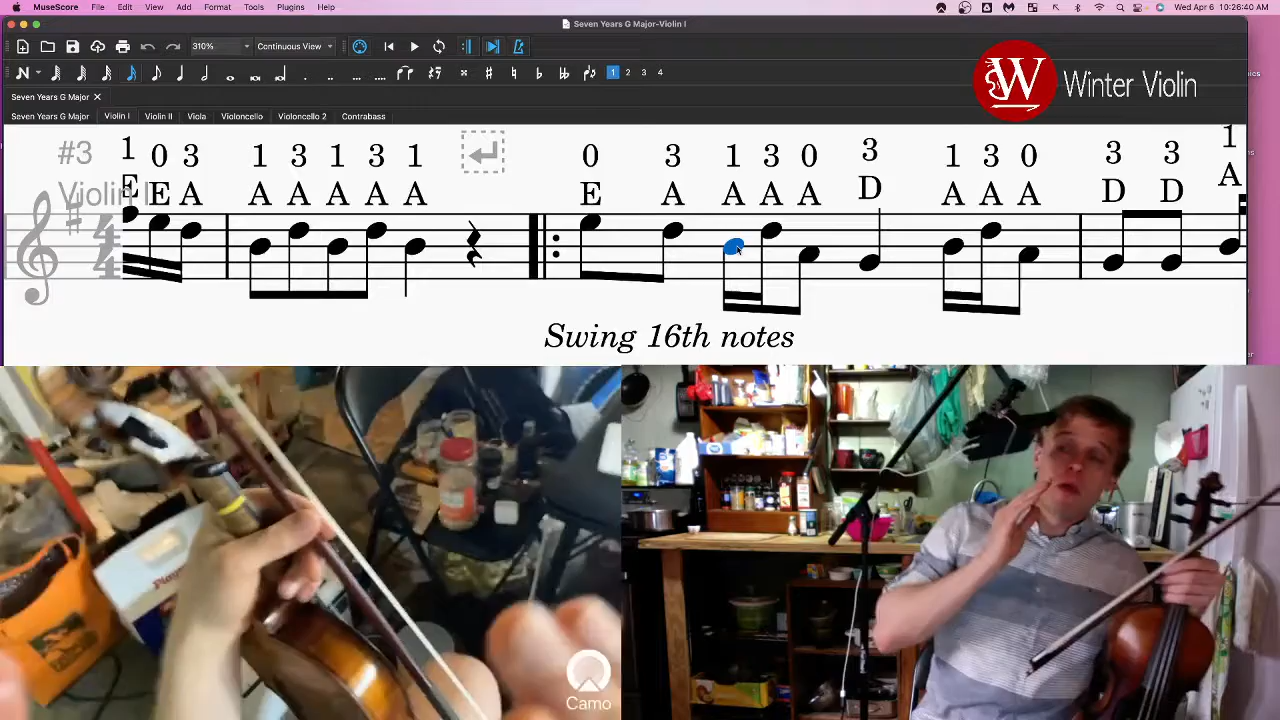 MuseScore File Edit View Add Format Tools Plugins Help Wed Apr 6 10:26:40 AM
Seven Years G Major-Violin I
310% Continuous View
1 2 3 4
Seven Years G Major
Seven Years G Major Violin I Violin II Viola Violoncello Violoncello 2 Contrabass
W Winter Violin
#3 1 0 3 1 3 1 3 1 0 3 1 3 0 3 1 3 0 3 3 1
Violin I E E A A A A A A E A A A A D A A A D D A
4
4
Swing 16th notes
Camo